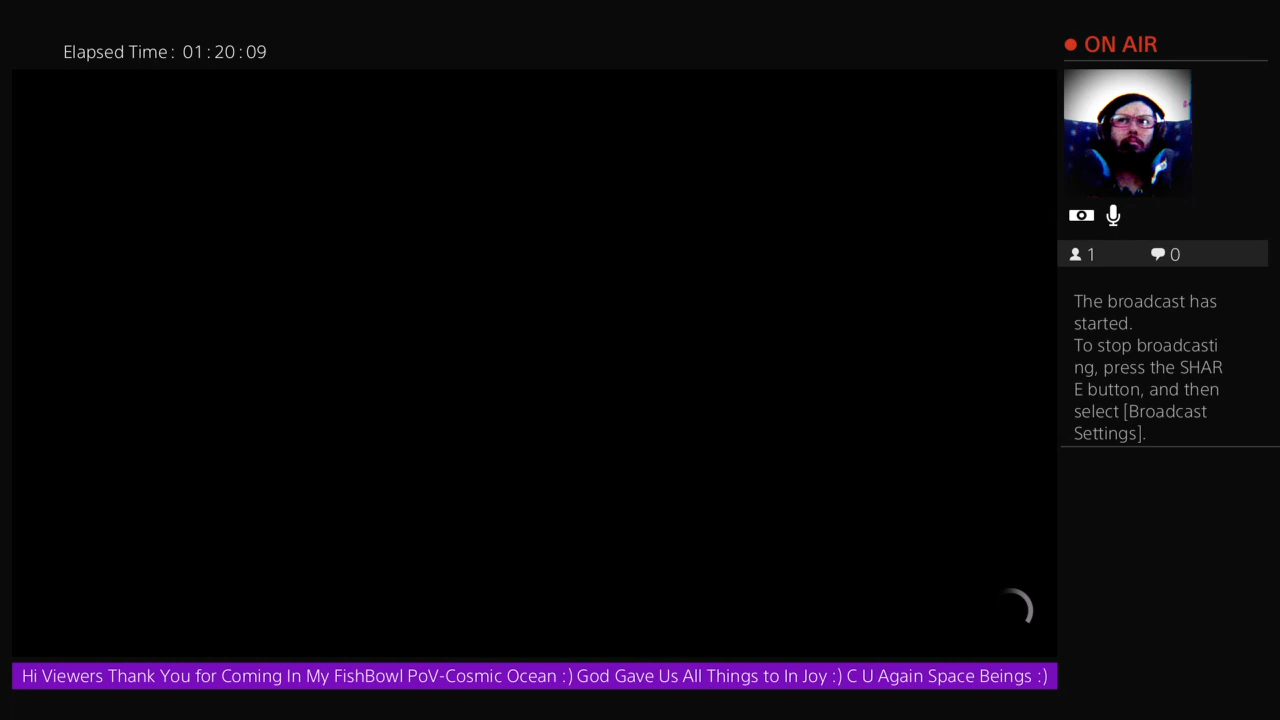 Elapsed Time: 01:20:09
ON AIR
1 0
The broadcast has
started.
To stop broadcasti
ng, press the SHAR
E button, and then
select [Broadcast
Settings].
Hi Viewers Thank You for Coming In My FishBowl PoV-Cosmic Ocean :) God Gave Us All Things to In Joy :) C U Again Space Beings :)